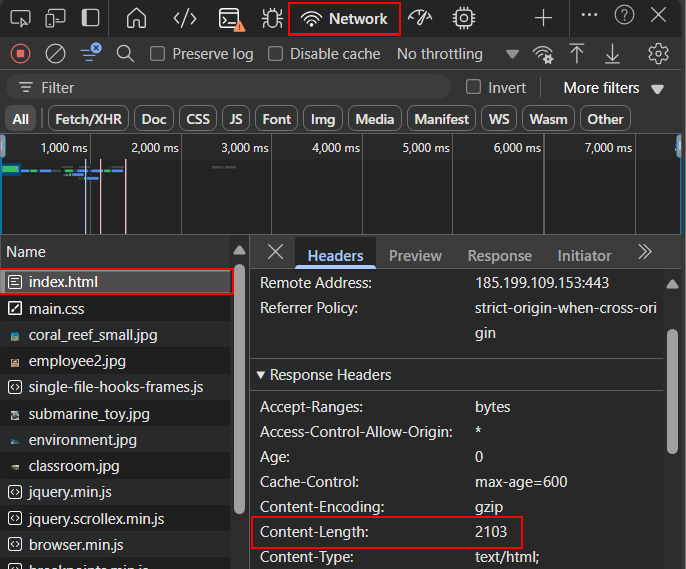 Network
Preserve log Disable cache No throttling
Filter Invert More filters
All Fetch/XHR Doc CSS JS Font Img Media Manifest WS Wasm Other
1,000 ms 2,000 ms 3,000 ms 4,000 ms 5,000 ms 6,000 ms 7,000 ms
Name
index.html
main.css
coral_reef_small.jpg
employee2.jpg
single-file-hooks-frames.js
submarine_toy.jpg
environment.jpg
classroom.jpg
jquery.min.js
jquery.scrollex.min.js
browser.min.js
breakpoints.min.js
Headers Preview Response Initiator
Remote Address: 185.199.109.153:443
Referrer Policy: strict-origin-when-cross-ori
gin
Response Headers
Accept-Ranges: bytes
Access-Control-Allow-Origin: *
Age: 0
Cache-Control: max-age=600
Content-Encoding: gzip
Content-Length: 2103
Content-Type: text/html;